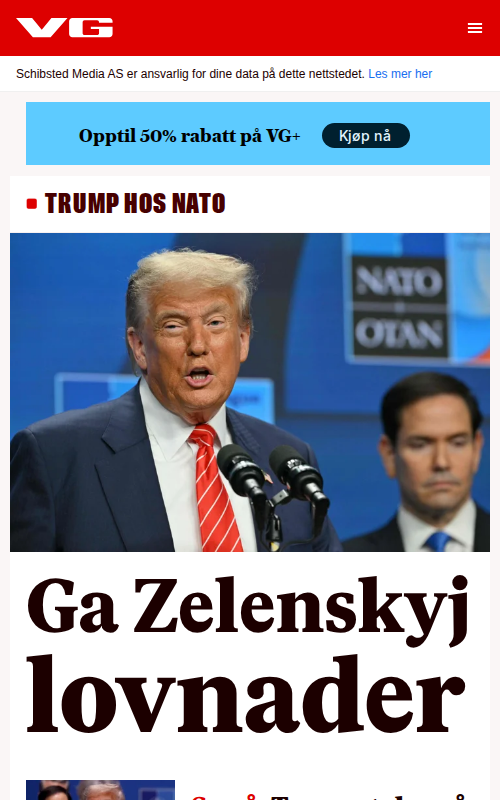 VG
Schibsted Media AS er ansvarlig for dine data på dette nettstedet. Les mer her
Opptil 50% rabatt på VG+ Kjøp nå
TRUMP HOS NATO
NATO
OTAN
Ga Zelenskyj
lovnader